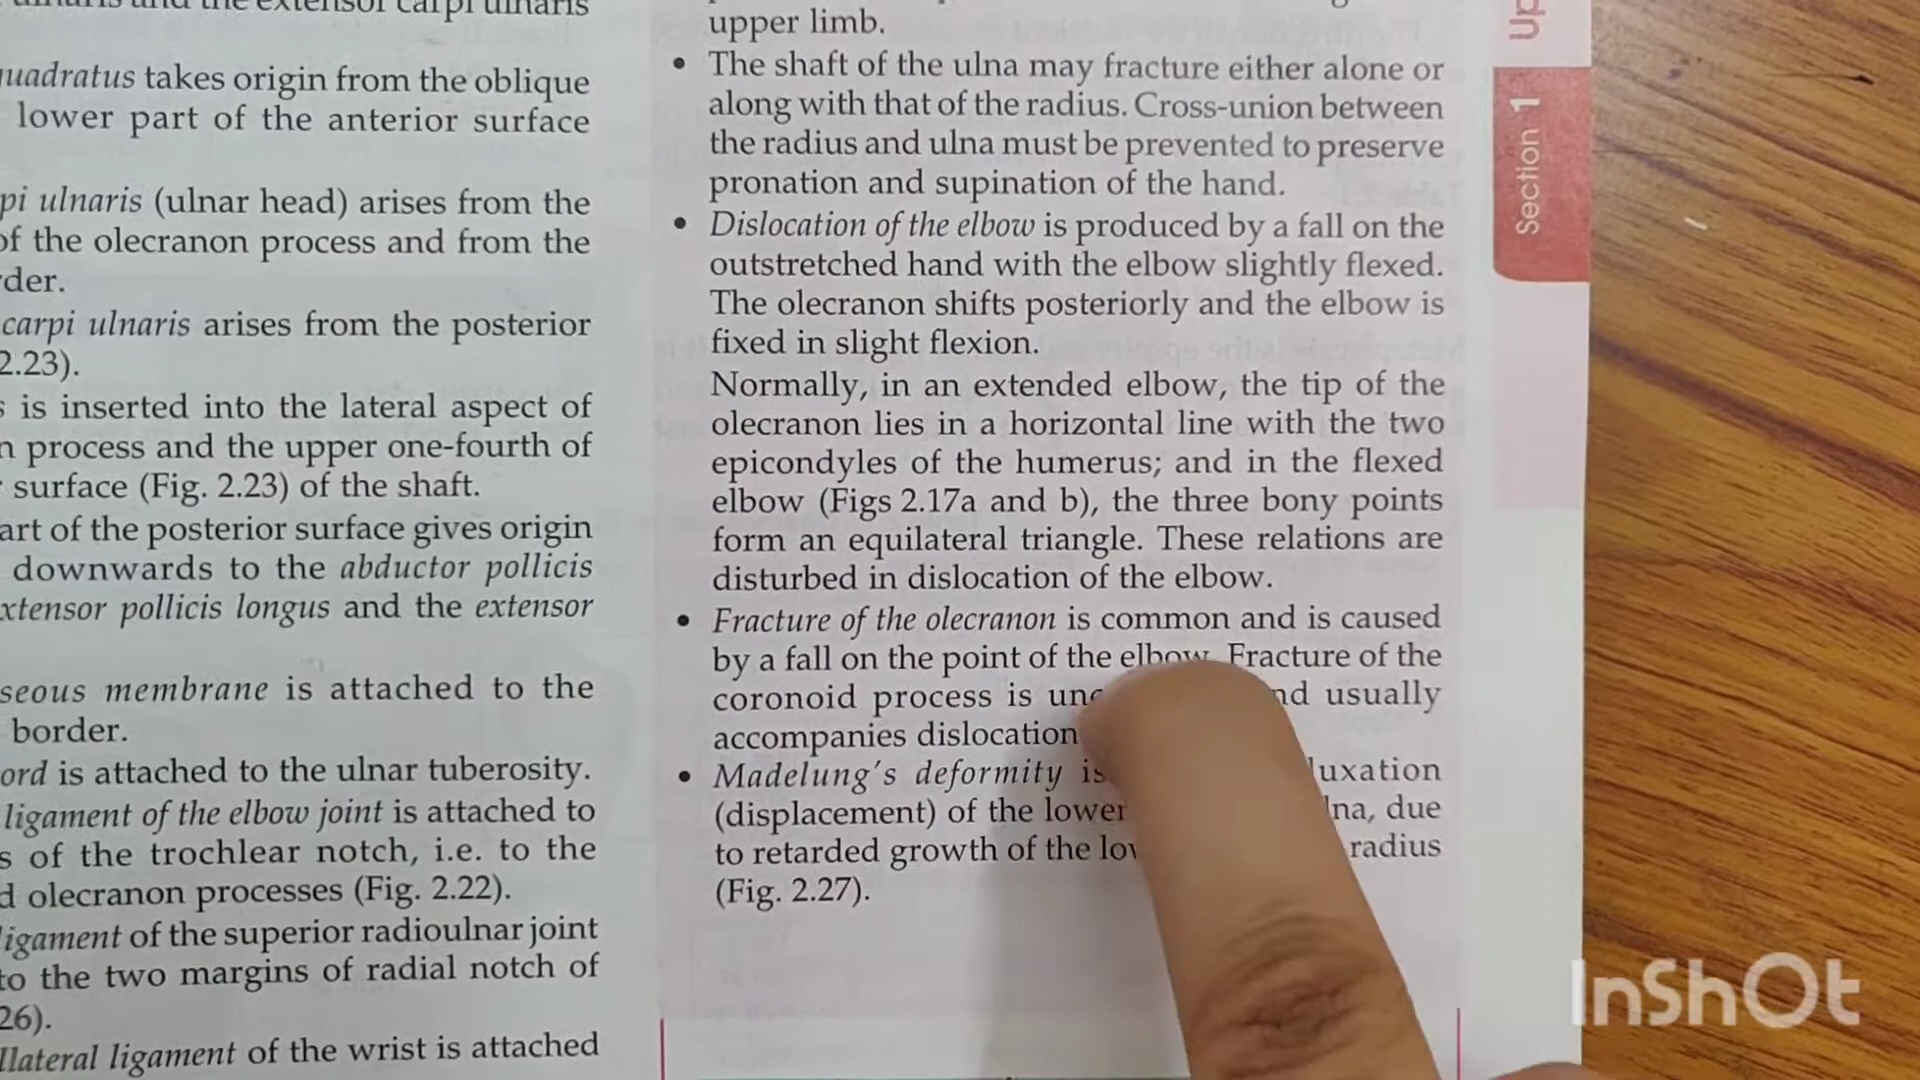 and the extensor carpi ulnaris
quadratus takes origin from the oblique
lower part of the anterior surface
pi ulnaris (ulnar head) arises from the
of the olecranon process and from the
rder.
carpi ulnaris arises from the posterior
2.23).
s is inserted into the lateral aspect of
n process and the upper one-fourth of
surface (Fig. 2.23) of the shaft.
art of the posterior surface gives origin
downwards to the abductor pollicis
xtensor pollicis longus and the extensor
seous membrane is attached to the
border.
ord is attached to the ulnar tuberosity.
ligament of the elbow joint is attached to
s of the trochlear notch, i.e. to the
d olecranon processes (Fig. 2.22).
ligament of the superior radioulnar joint
to the two margins of radial notch of
26).
llateral ligament of the wrist is attached
upper limb.
• The shaft of the ulna may fracture either alone or
along with that of the radius. Cross-union between
the radius and ulna must be prevented to preserve
pronation and supination of the hand.
• Dislocation of the elbow is produced by a fall on the
outstretched hand with the elbow slightly flexed.
The olecranon shifts posteriorly and the elbow is
fixed in slight flexion.
Normally, in an extended elbow, the tip of the
olecranon lies in a horizontal line with the two
epicondyles of the humerus; and in the flexed
elbow (Figs 2.17a and b), the three bony points
form an equilateral triangle. These relations are
disturbed in dislocation of the elbow.
• Fracture of the olecranon is common and is caused
by a fall on the point of the elbow. Fracture of the
coronoid process is und usually
accompanies dislocation
• Madelung's deformity is luxation
(displacement) of the lower lna, due
to retarded growth of the radius
(Fig. 2.27).
Up
Section 1
InShOt